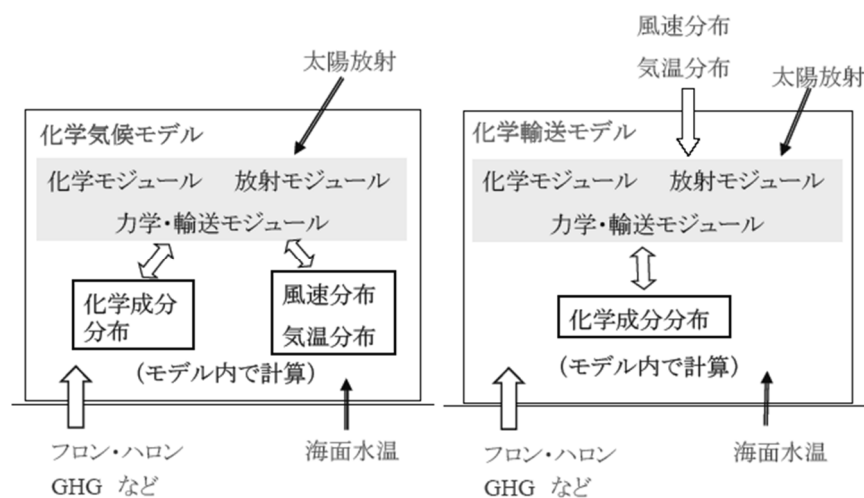 太陽放射
化学気候モデル
化学モジュール 放射モジュール
力学・輸送モジュール
化学成分
分布
風速分布
気温分布
(モデル内で計算)
フロン・ハロン
GHG など
海面水温
風速分布
気温分布
太陽放射
化学輸送モデル
化学モジュール 放射モジュール
力学・輸送モジュール
化学成分分布
(モデル内で計算)
フロン・ハロン
GHG など
海面水温